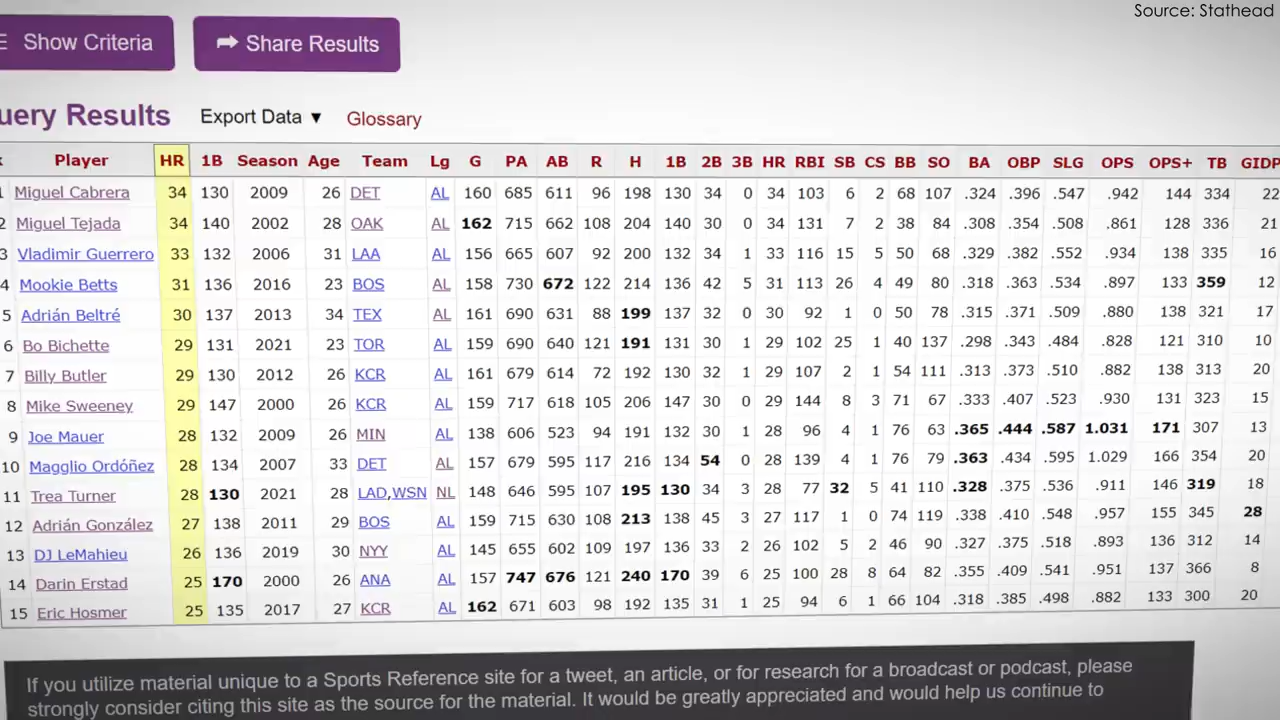 Source: Stathead
Show Criteria Share Results
uery Results Export Data ▼ Glossary
Player HR 1B Season Age Team Lg G PA AB R H 1B 2B 3B HR RBI SB CS BB SO BA OBP SLG OPS OPS+ TB GIDP
1 Miguel Cabrera 34 130 2009 26 DET AL 160 685 611 96 198 130 34 0 34 103 6 2 68 107 .324 .396 .547 .942 144 334 22
2 Miguel Tejada 34 140 2002 28 OAK AL 162 715 662 108 204 140 30 0 34 131 7 2 38 84 .308 .354 .508 .861 128 336 21
3 Vladimir Guerrero 33 132 2006 31 LAA AL 156 665 607 92 200 132 34 1 33 116 15 5 50 68 .329 .382 .552 .934 138 335 16
4 Mookie Betts 31 136 2016 23 BOS AL 158 730 672 122 214 136 42 5 31 113 26 4 49 80 .318 .363 .534 .897 133 359 12
5 Adrián Beltré 30 137 2013 34 TEX AL 161 690 631 88 199 137 32 0 30 92 1 0 50 78 .315 .371 .509 .880 138 321 17
6 Bo Bichette 29 131 2021 23 TOR AL 159 690 640 121 191 131 30 1 29 102 25 1 40 137 .298 .343 .484 .828 121 310 10
7 Billy Butler 29 130 2012 26 KCR AL 161 679 614 72 192 130 32 1 29 107 2 1 54 111 .313 .373 .510 .882 138 313 20
8 Mike Sweeney 29 147 2000 26 KCR AL 159 717 618 105 206 147 30 0 29 144 8 3 71 67 .333 .407 .523 .930 131 323 15
9 Joe Mauer 28 132 2009 26 MIN AL 138 606 523 94 191 132 30 1 28 96 4 1 76 63 .365 .444 .587 1.031 171 307 13
10 Magglio Ordóñez 28 134 2007 33 DET AL 157 679 595 117 216 134 54 0 28 139 4 1 76 79 .363 .434 .595 1.029 166 354 20
11 Trea Turner 28 130 2021 28 LAD,WSN NL 148 646 595 107 195 130 34 3 28 77 32 5 41 110 .328 .375 .536 .911 146 319 18
12 Adrián González 27 138 2011 29 BOS AL 159 715 630 108 213 138 45 3 27 117 1 0 74 119 .338 .410 .548 .957 155 345 28
13 DJ LeMahieu 26 136 2019 30 NYY AL 145 655 602 109 197 136 33 2 26 102 5 2 46 90 .327 .375 .518 .893 136 312 14
14 Darin Erstad 25 170 2000 26 ANA AL 157 747 676 121 240 170 39 6 25 100 28 8 64 82 .355 .409 .541 .951 137 366 8
15 Eric Hosmer 25 135 2017 27 KCR AL 162 671 603 98 192 135 31 1 25 94 6 1 66 104 .318 .385 .498 .882 133 300 20
If you utilize material unique to a Sports Reference site for a tweet, an article, or for research for a broadcast or podcast, please
strongly consider citing this site as the source for the material. It would be greatly appreciated and would help us continue to